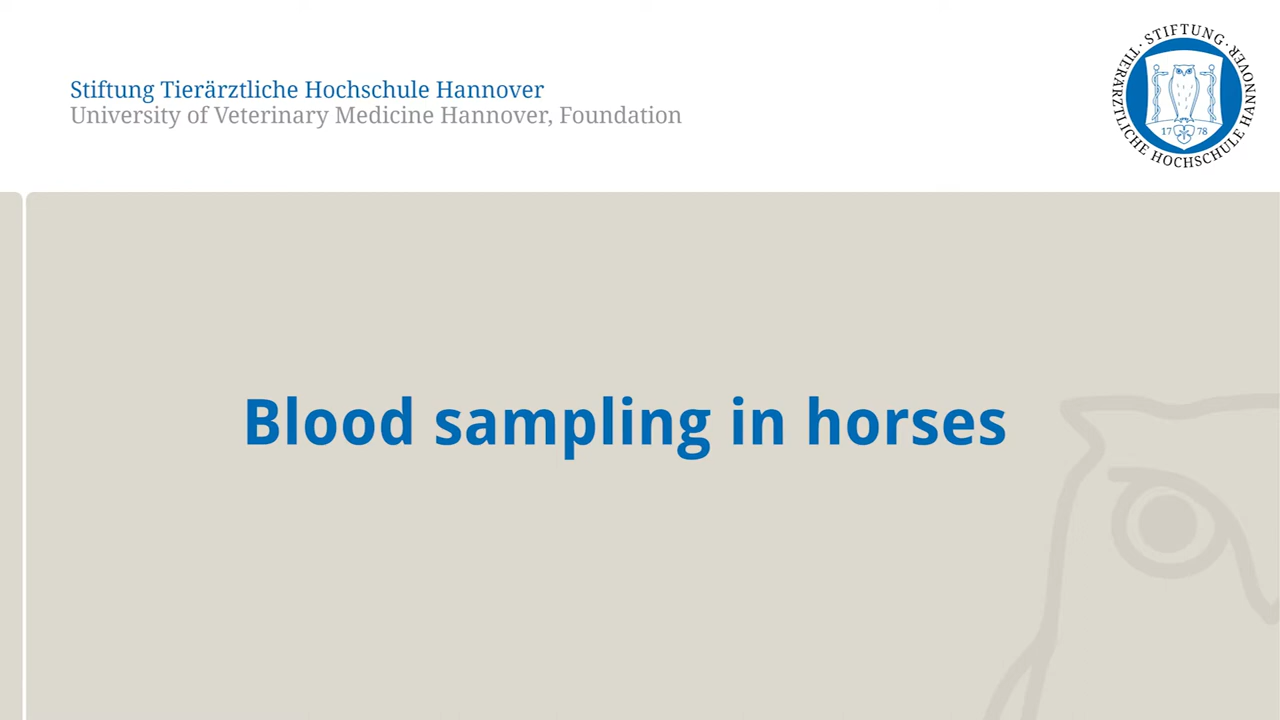 Stiftung Tierärztliche Hochschule Hannover
University of Veterinary Medicine Hannover, Foundation
· STIFTUNG · TIERÄRZTLICHE HOCHSCHULE HANNOVER
17 78
Blood sampling in horses